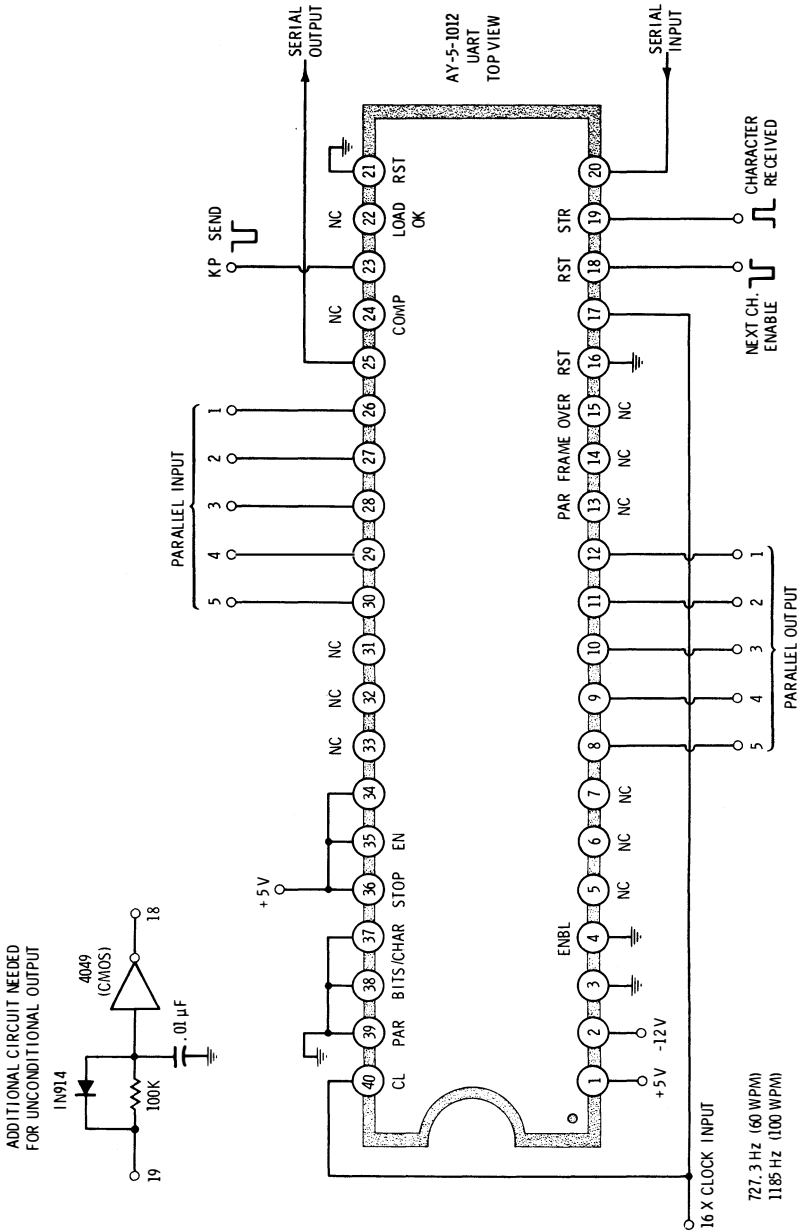 ADDITIONAL CIRCUIT NEEDED
FOR UNCONDITIONAL OUTPUT
IN914
100K
.01 µF
4049
(CMOS)
19
18
PARALLEL INPUT
5 4 3 2 1
+5V
NC NC NC
NC
KP SEND
NC
SERIAL
OUTPUT
40 39 38 37 36 35 34 33 32 31 30 29 28 27 26 25 24 23 22 21
CL PAR BITS/CHAR STOP EN COMP LOAD
OK RST
AY-5-1012
UART
TOP VIEW
ENBL PAR FRAME OVER RST RST STR
1 2 3 4 5 6 7 8 9 10 11 12 13 14 15 16 17 18 19 20
+5V -12V NC NC NC NC NC NC
SERIAL
INPUT
16 X CLOCK INPUT
5 4 3 2 1
PARALLEL OUTPUT
NEXT CH.
ENABLE
CHARACTER
RECEIVED
727.3 Hz (60 WPM)
1185 Hz (100 WPM)